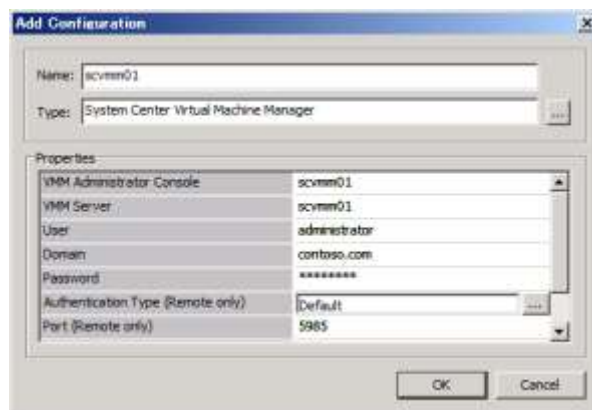 Add Configuration
Name: scvmm01
Type: System Center Virtual Machine Manager ...
Properties
VMM Administrator Console scvmm01
VMM Server scvmm01
User administrator
Domain contoso.com
Password ********
Authentication Type (Remote only) Default ...
Port (Remote only) 5985
OK Cancel